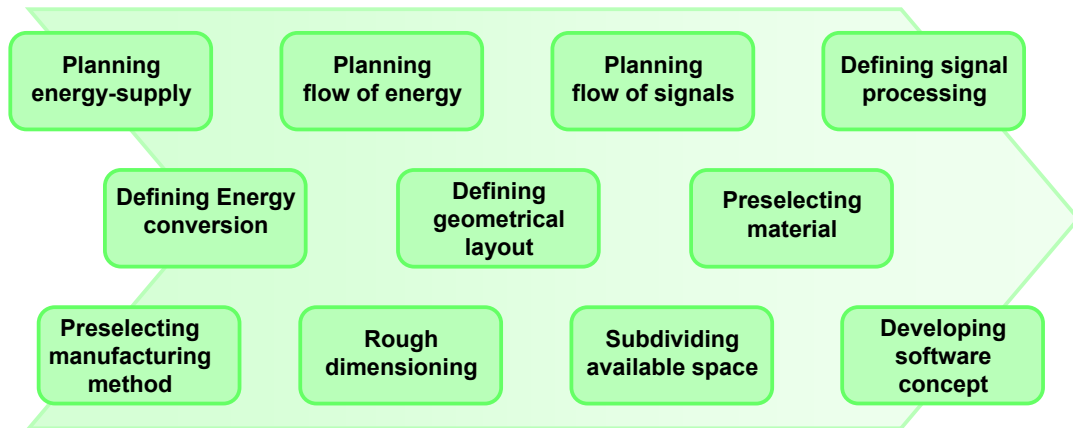 Planning
energy-supply
Planning
flow of energy
Planning
flow of signals
Defining signal
processing
Defining Energy
conversion
Defining
geometrical
layout
Preselecting
material
Preselecting
manufacturing
method
Rough
dimensioning
Subdividing
available space
Developing
software
concept